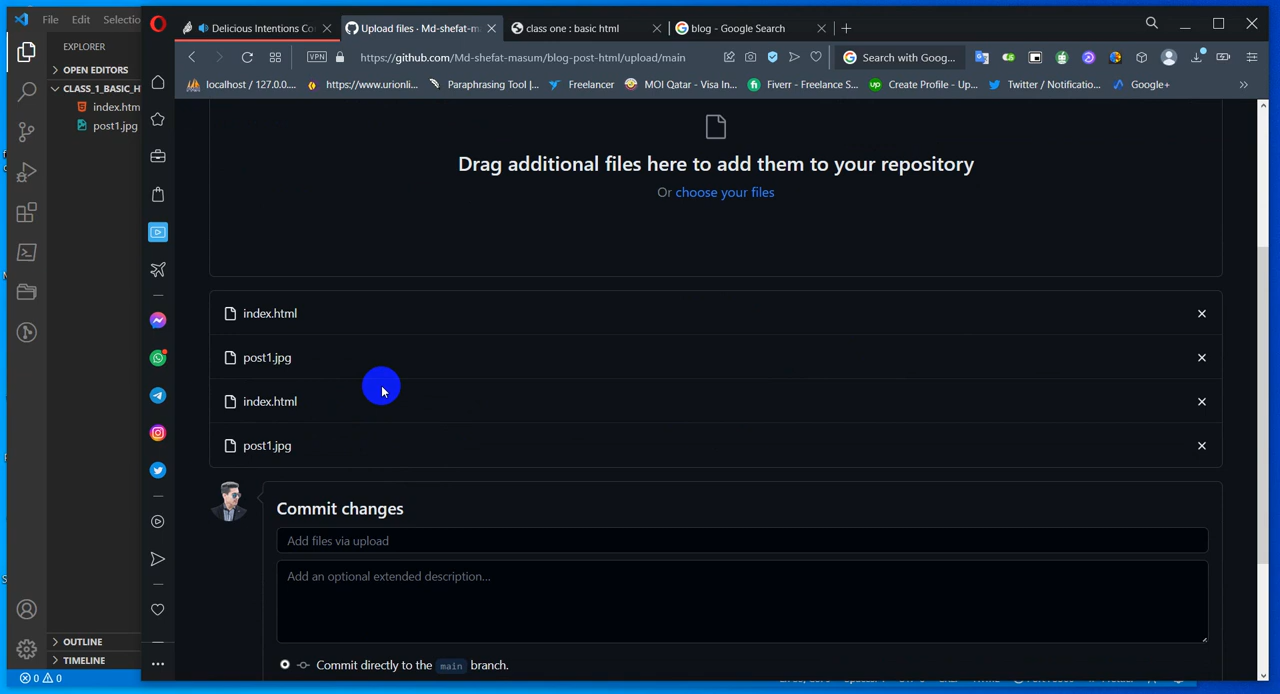 File Edit Selectio
Delicious Intentions Co
Upload files · Md-shefat-m
class one : basic html
blog - Google Search
EXPLORER
VPN
https://github.com/Md-shefat-masum/blog-post-html/upload/main
Search with Goog...
OPEN EDITORS
CLASS_1_BASIC_H
localhost / 127.0.0....
https://www.urionli...
Paraphrasing Tool |...
Freelancer
MOI Qatar - Visa In...
Fiverr - Freelance S...
Create Profile - Up...
Twitter / Notificatio...
Google+
index.htm
post1.jpg
Drag additional files here to add them to your repository
Or choose your files
index.html
post1.jpg
index.html
post1.jpg
Commit changes
Add files via upload
Add an optional extended description...
OUTLINE
TIMELINE
Commit directly to the main branch.
0 0